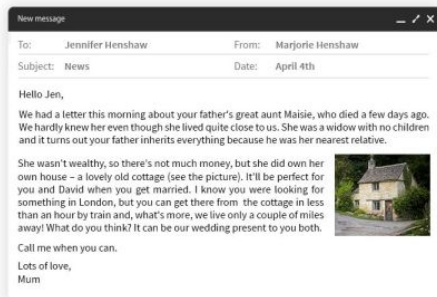 New message
To: Jennifer Henshaw From: Marjorie Henshaw
Subject: News Date: April 4th
Hello Jen,
We had a letter this morning about your father's great aunt Maisie, who died a few days ago.
We hardly knew her even though she lived quite close to us. She was a widow with no children
and it turns out your father inherits everything because he was her nearest relative.
She wasn't wealthy, so there's not much money, but she did own her
own house – a lovely old cottage (see the picture). It'll be perfect for
you and David when you get married. I know you were looking for
something in London, but you can get there from the cottage in less
than an hour by train and, what's more, we live only a couple of miles
away! What do you think? It can be our wedding present to you both.
Call me when you can.
Lots of love,
Mum